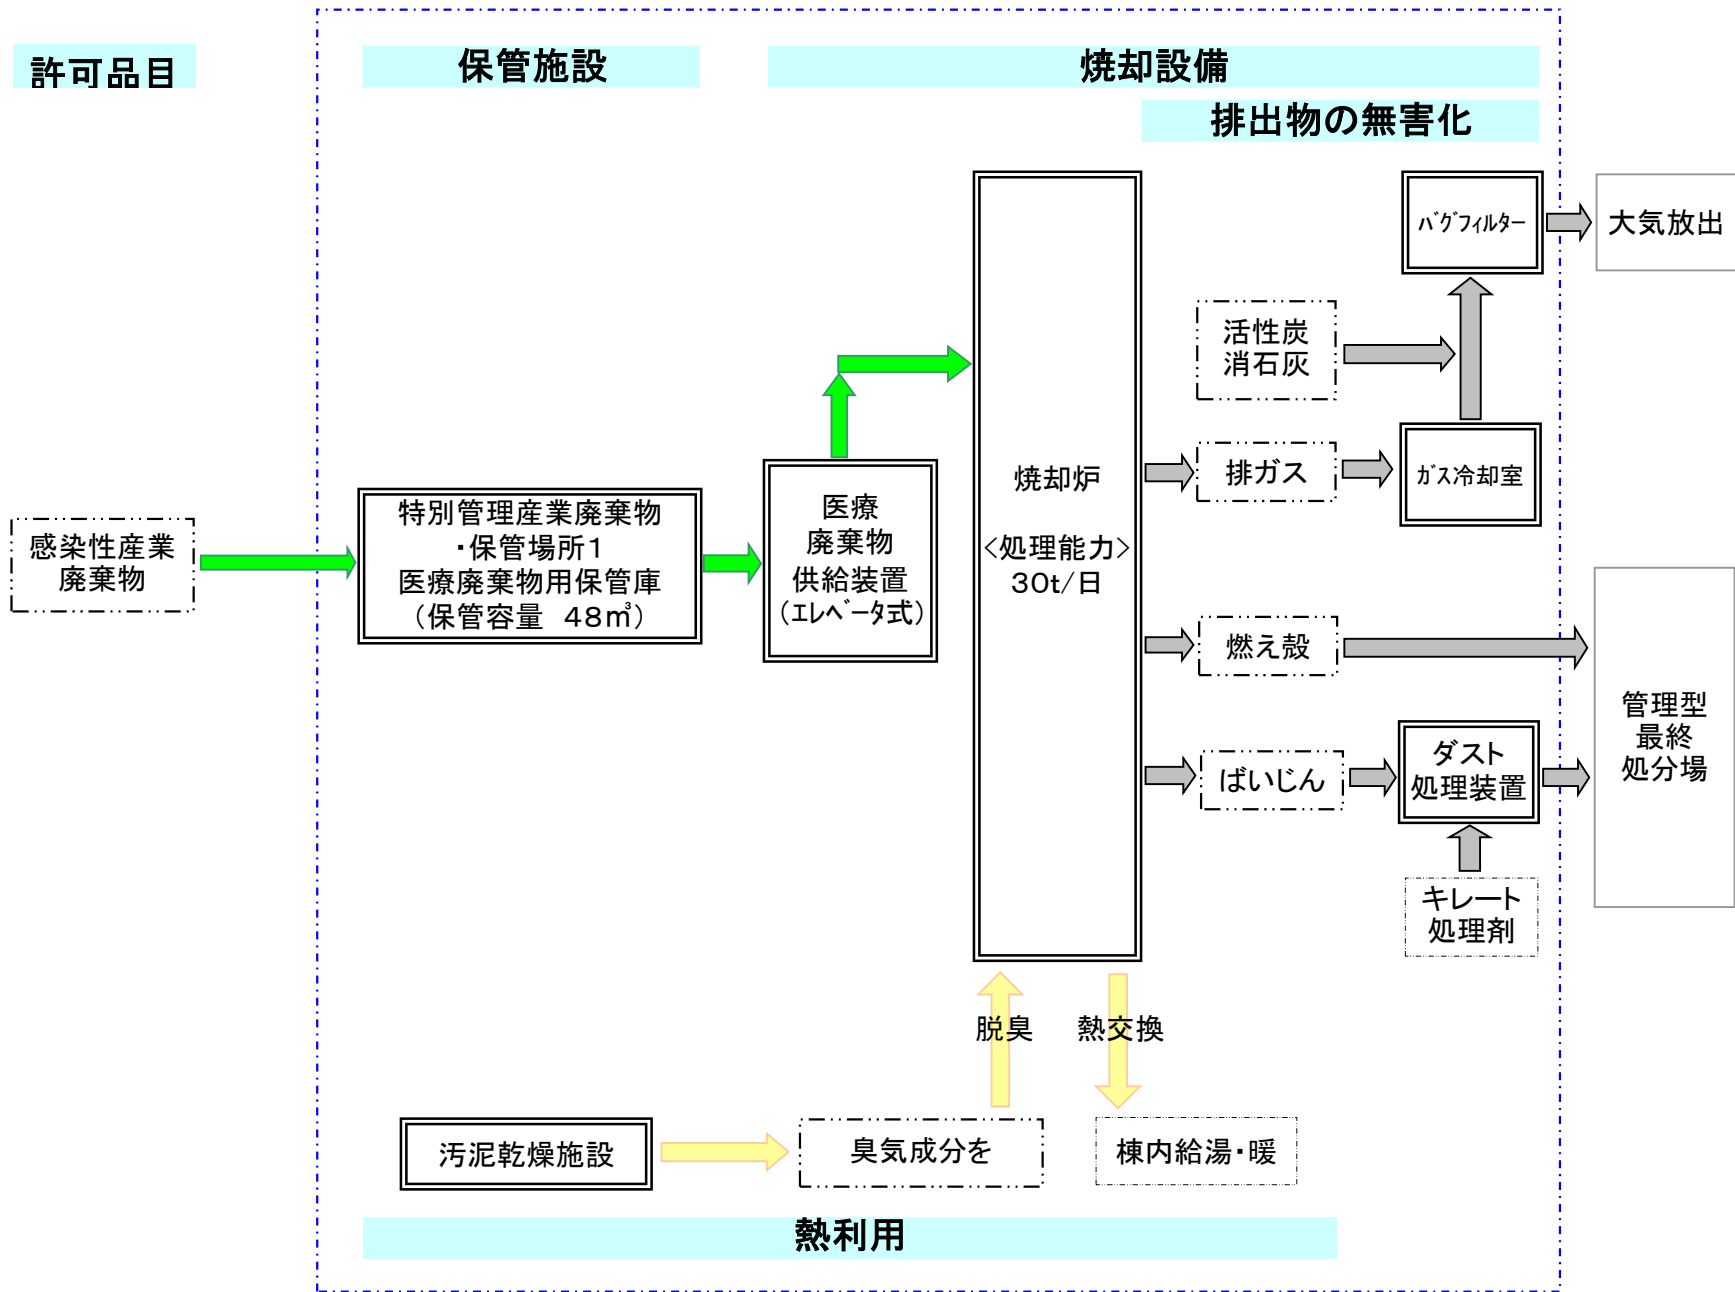 許可品目
保管施設
焼却設備
排出物の無害化
バグフィルター
大気放出
活性炭
消石灰
排ガス
ガス冷却室
感染性産業
廃棄物
特別管理産業廃棄物
・保管場所1
医療廃棄物用保管庫
(保管容量 48㎥)
医療
廃棄物
供給装置
(エレベータ式)
焼却炉
<処理能力>
30t/日
燃え殻
ばいじん
ダスト
処理装置
キレート
処理剤
管理型
最終
処分場
脱臭
熱交換
汚泥乾燥施設
臭気成分を
棟内給湯・暖
熱利用